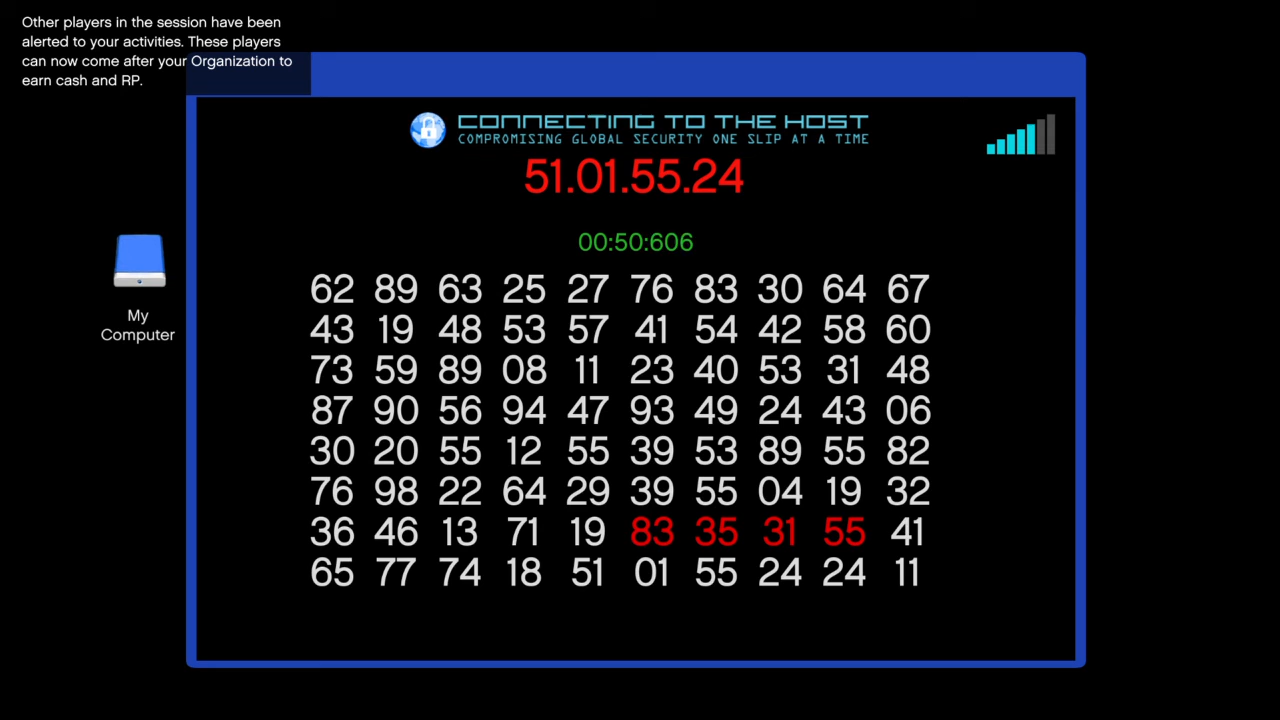 Other players in the session have been
alerted to your activities. These players
can now come after your Organization to
earn cash and RP.
CONNECTING TO THE HOST
COMPROMISING GLOBAL SECURITY ONE SLIP AT A TIME
51.01.55.24
00:50:606
62 89 63 25 27 76 83 30 64 67
43 19 48 53 57 41 54 42 58 60
73 59 89 08 11 23 40 53 31 48
87 90 56 94 47 93 49 24 43 06
30 20 55 12 55 39 53 89 55 82
76 98 22 64 29 39 55 04 19 32
36 46 13 71 19 83 35 31 55 41
65 77 74 18 51 01 55 24 24 11
My
Computer